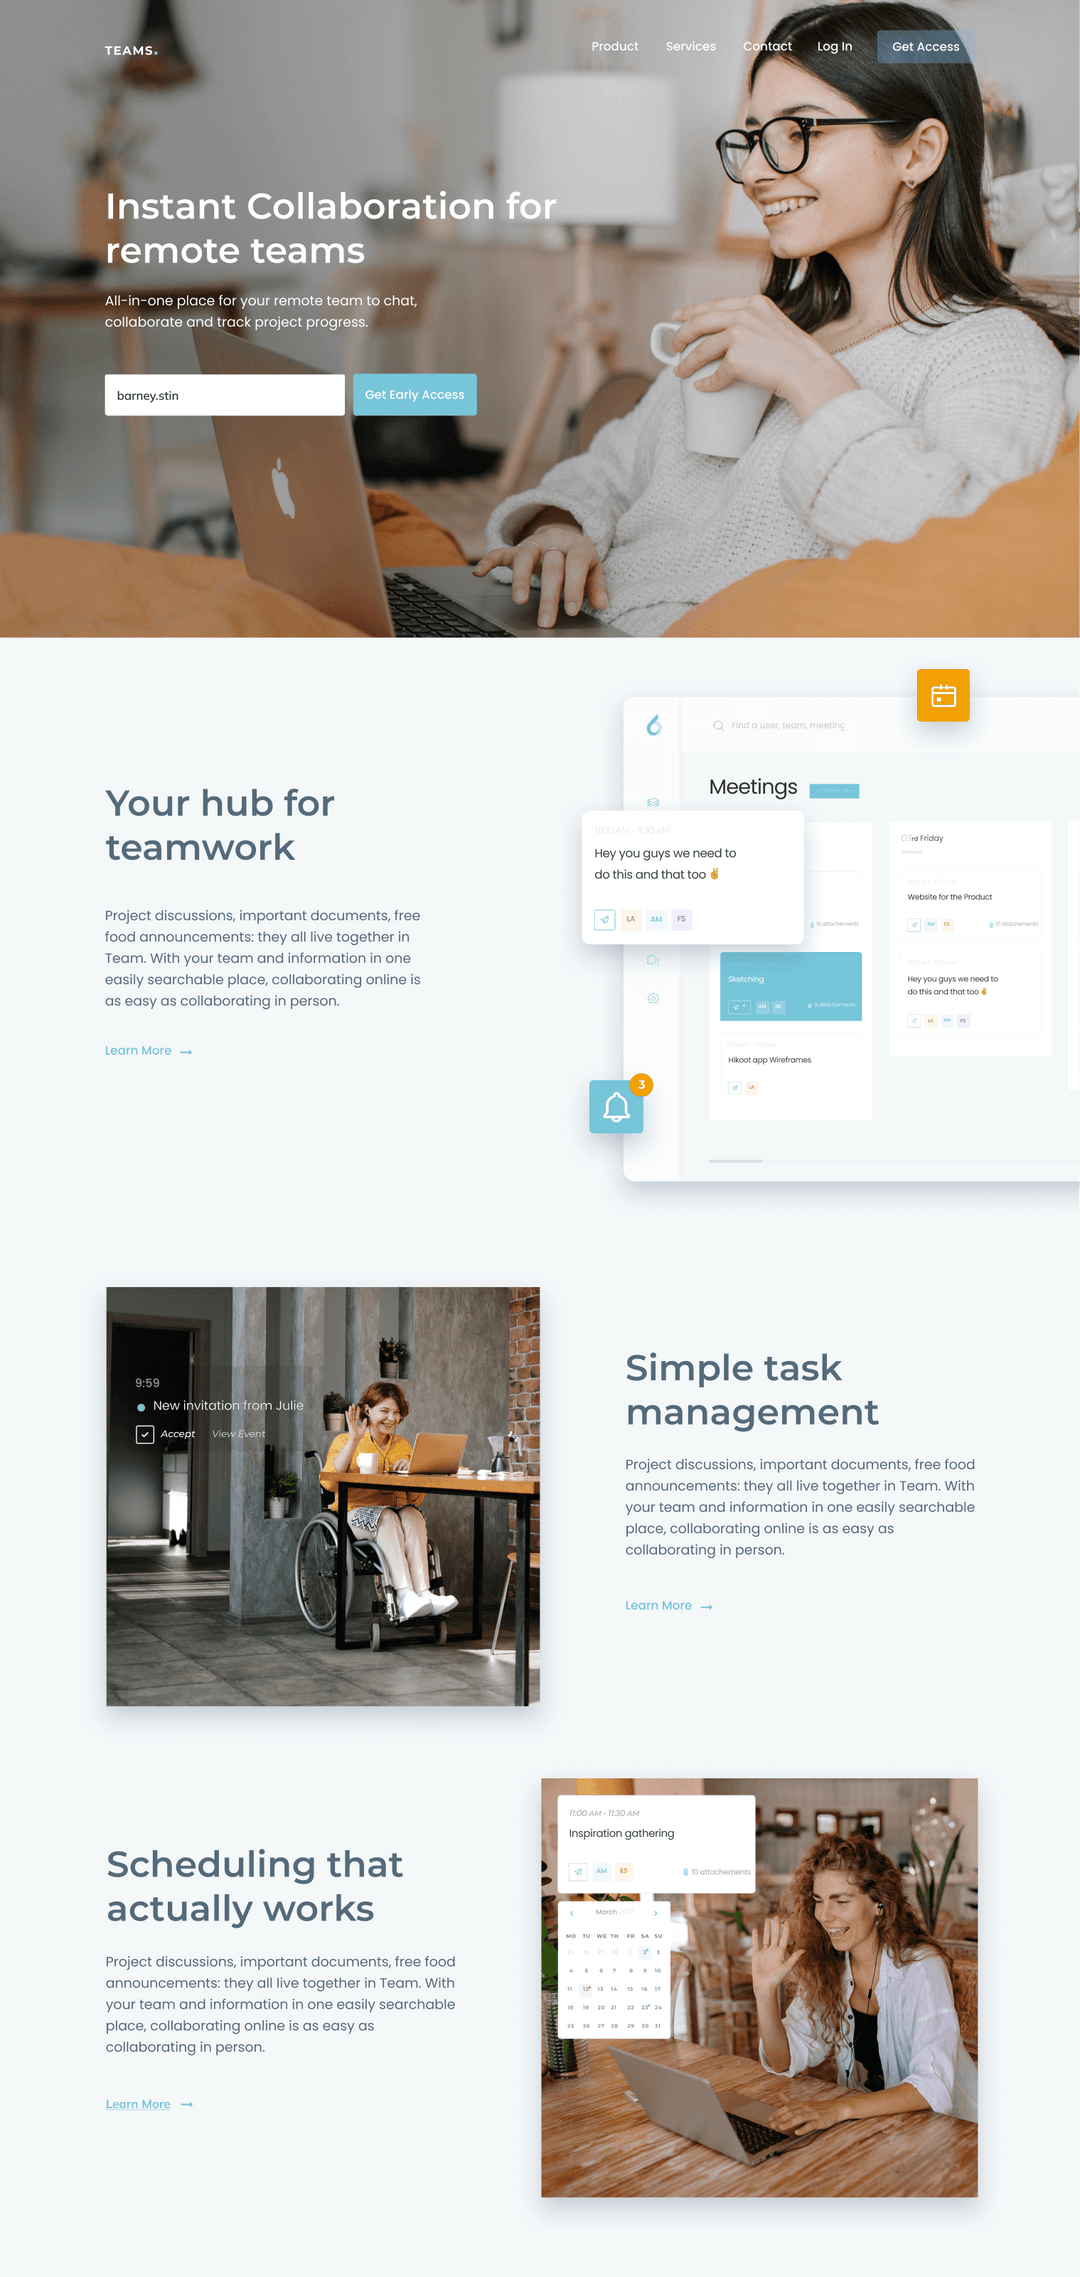 TEAMS.
Product Services Contact Log In Get Access
Instant Collaboration for
remote teams
All-in-one place for your remote team to chat,
collaborate and track project progress.
barney.stin
Get Early Access
Your hub for
teamwork
Project discussions, important documents, free
food announcements: they all live together in
Team. With your team and information in one
easily searchable place, collaborating online is
as easy as collaborating in person.
Learn More →
Find a user, team, meeting
Meetings
11:00 AM - 11:30 AM
Hey you guys we need to
do this and that too ✌
LA AM FS
10 attachements
Sketching
3 attachements
Hikoot app Wireframes
LA
03rd Friday
Website for the Product
AM ES
10 attachements
Hey you guys we need to
do this and that too ✌
LA AM FS
3
9:59
New invitation from Julie
Accept View Event
Simple task
management
Project discussions, important documents, free food
announcements: they all live together in Team. With
your team and information in one easily searchable
place, collaborating online is as easy as
collaborating in person.
Learn More →
Scheduling that
actually works
Project discussions, important documents, free food
announcements: they all live together in Team. With
your team and information in one easily searchable
place, collaborating online is as easy as
collaborating in person.
Learn More →
11:00 AM - 11:30 AM
Inspiration gathering
AM ES
10 attachements
‹ March 2017 ›
MO TU WE TH FR SA SU
25 26 27 28 1 2 3
4 5 6 7 8 9 10
11 12 13 14 15 16 17
18 19 20 21 22 23 24
25 26 27 28 29 30 31